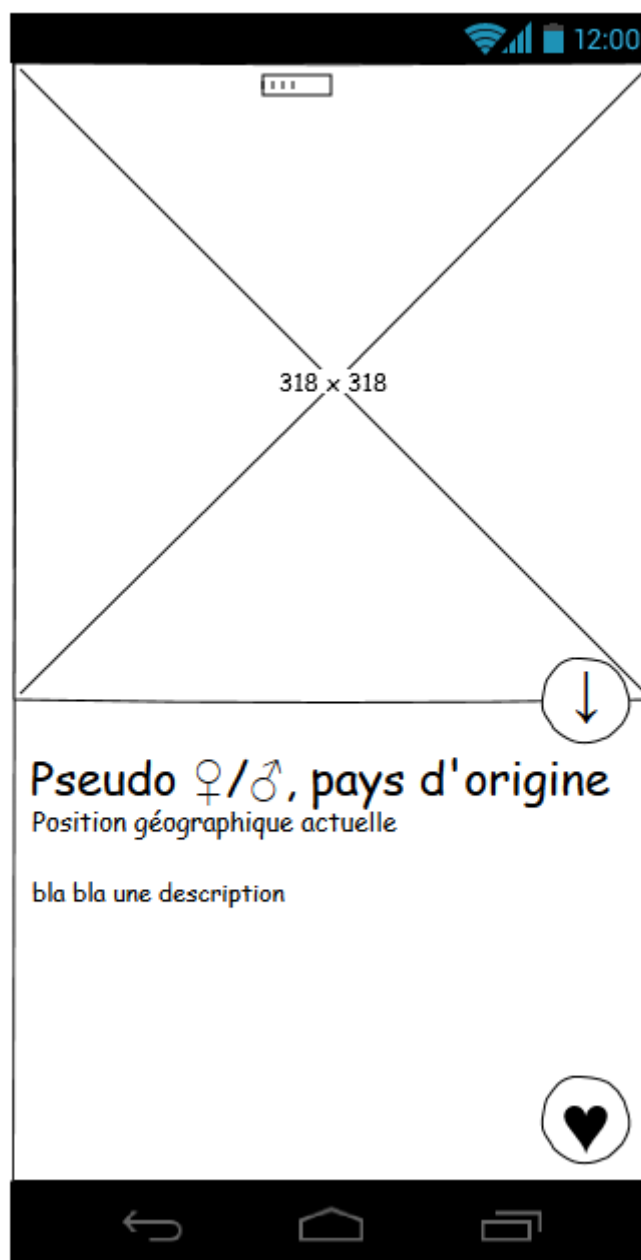 12:00
318 x 318
↓
Pseudo ♀/♂, pays d'origine
Position géographique actuelle
bla bla une description
♥